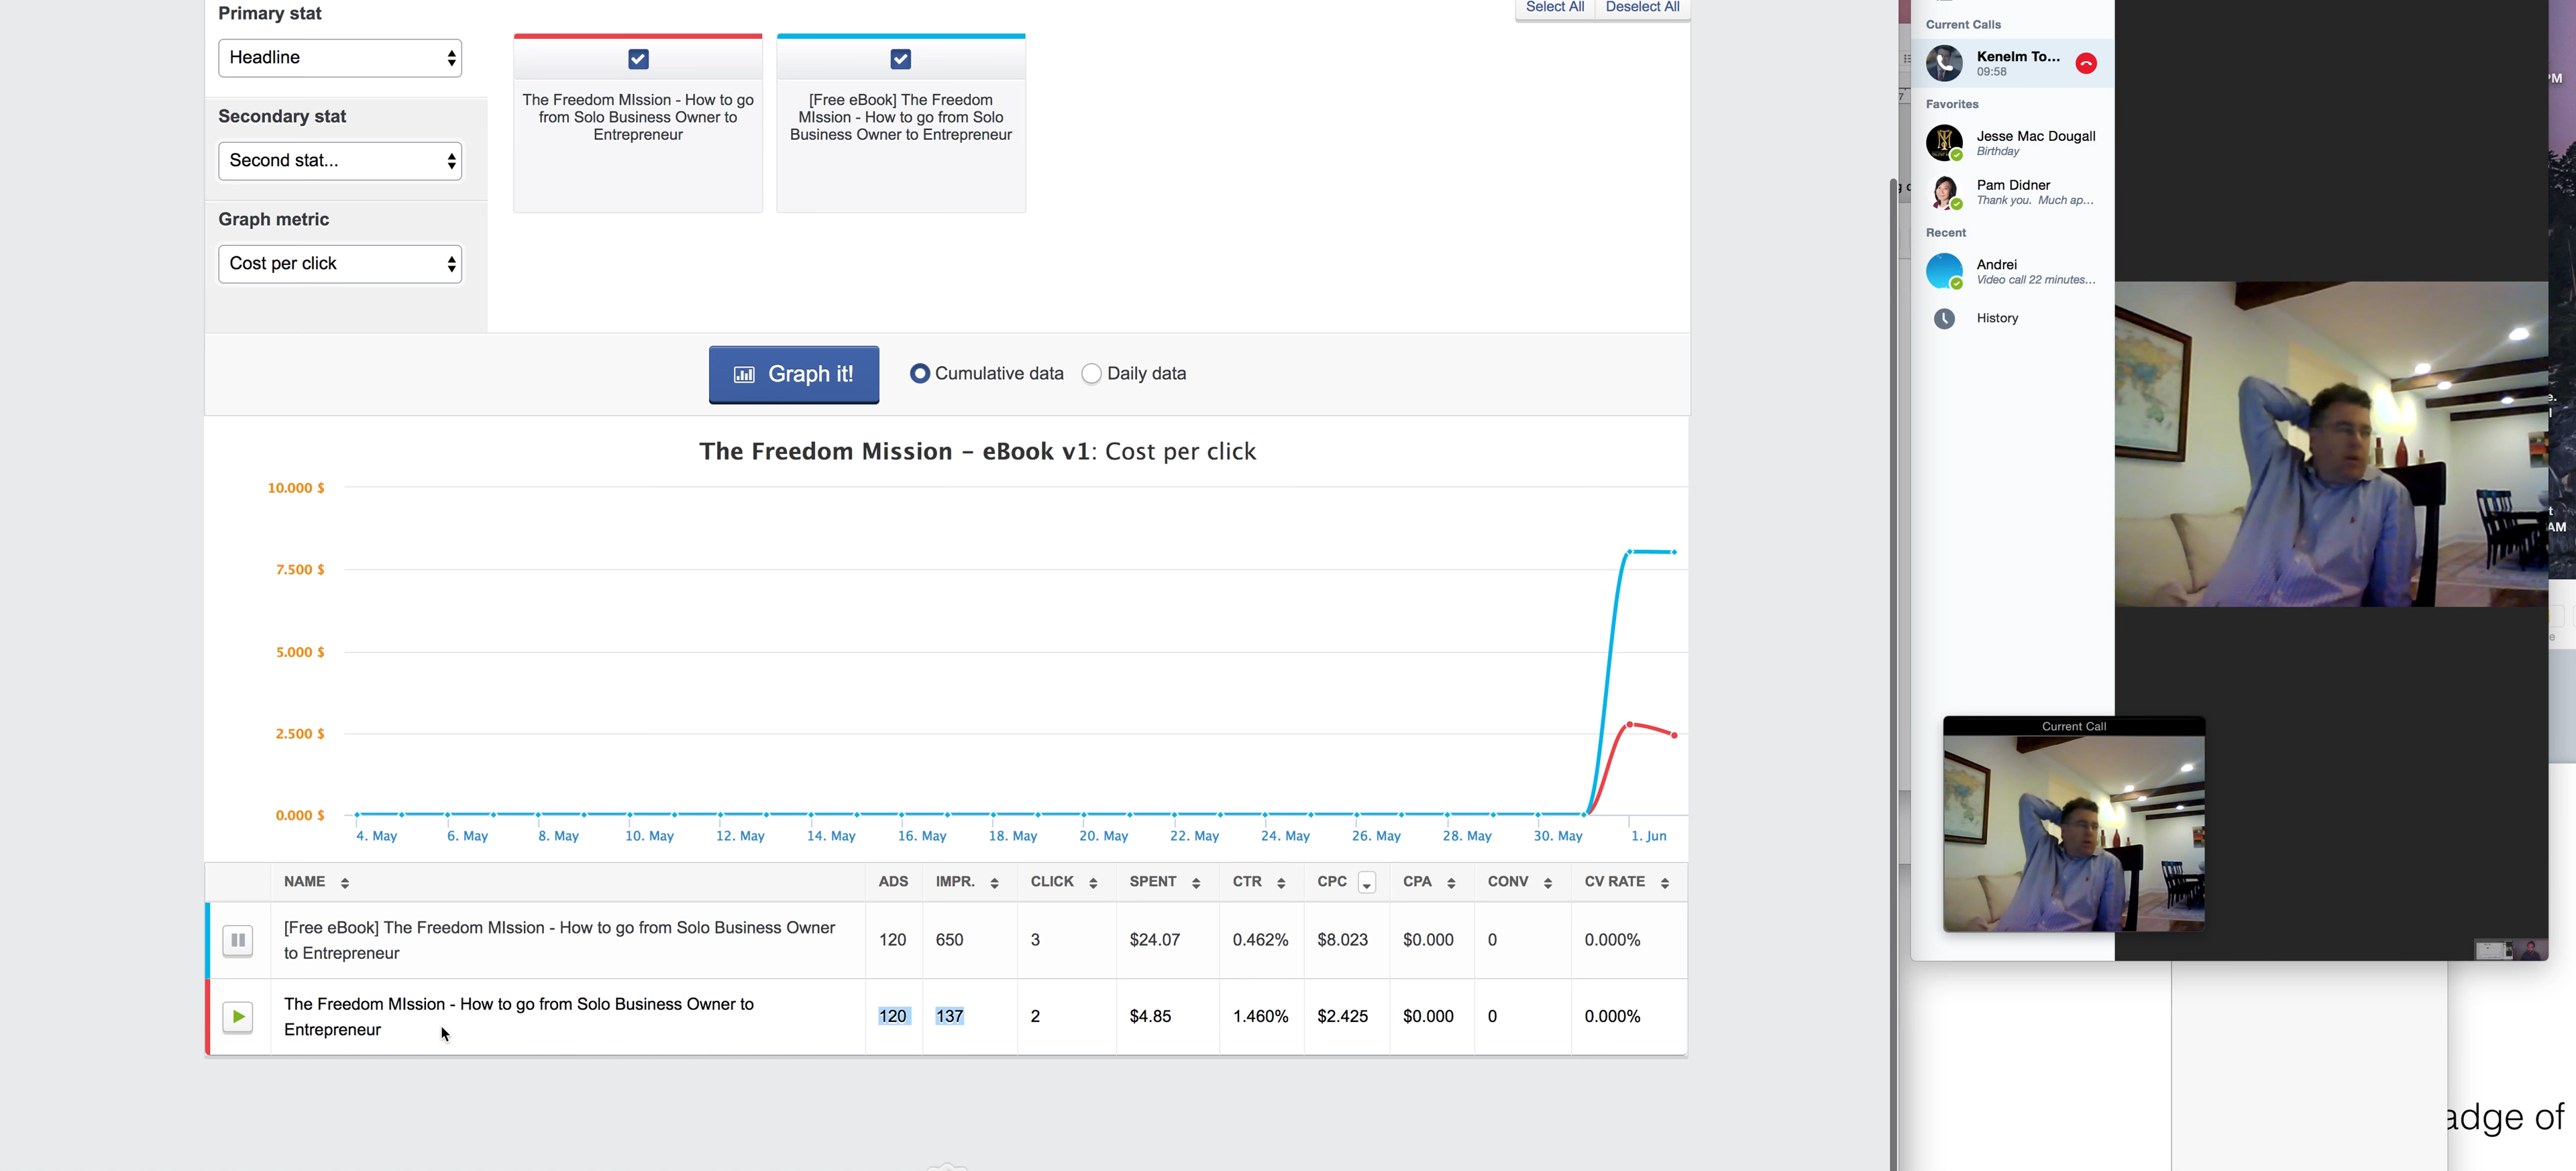 Primary stat
Select All Deselect All
Headline
The Freedom MIssion - How to go
from Solo Business Owner to
Entrepreneur
[Free eBook] The Freedom
MIssion - How to go from Solo
Business Owner to Entrepreneur
Secondary stat
Second stat...
Graph metric
Cost per click
Graph it!
Cumulative data
Daily data
The Freedom Mission – eBook v1: Cost per click
10.000 $
7.500 $
5.000 $
2.500 $
0.000 $
4. May 6. May 8. May 10. May 12. May 14. May 16. May 18. May 20. May 22. May 24. May 26. May 28. May 30. May 1. Jun
NAME ADS IMPR. CLICK SPENT CTR CPC CPA CONV CV RATE
[Free eBook] The Freedom MIssion - How to go from Solo Business Owner
to Entrepreneur
120 650 3 $24.07 0.462% $8.023 $0.000 0 0.000%
The Freedom MIssion - How to go from Solo Business Owner to
Entrepreneur
120 137 2 $4.85 1.460% $2.425 $0.000 0 0.000%
Current Calls
Kenelm To...
09:58
Favorites
Jesse Mac Dougall
Birthday
Pam Didner
Thank you. Much ap...
Recent
Andrei
Video call 22 minutes...
History
Current Call
AM
adge of